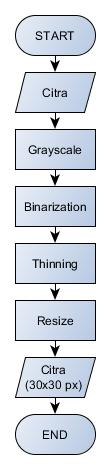 START
Citra
Grayscale
Binarization
Thinning
Resize
Citra
(30x30 px)
END